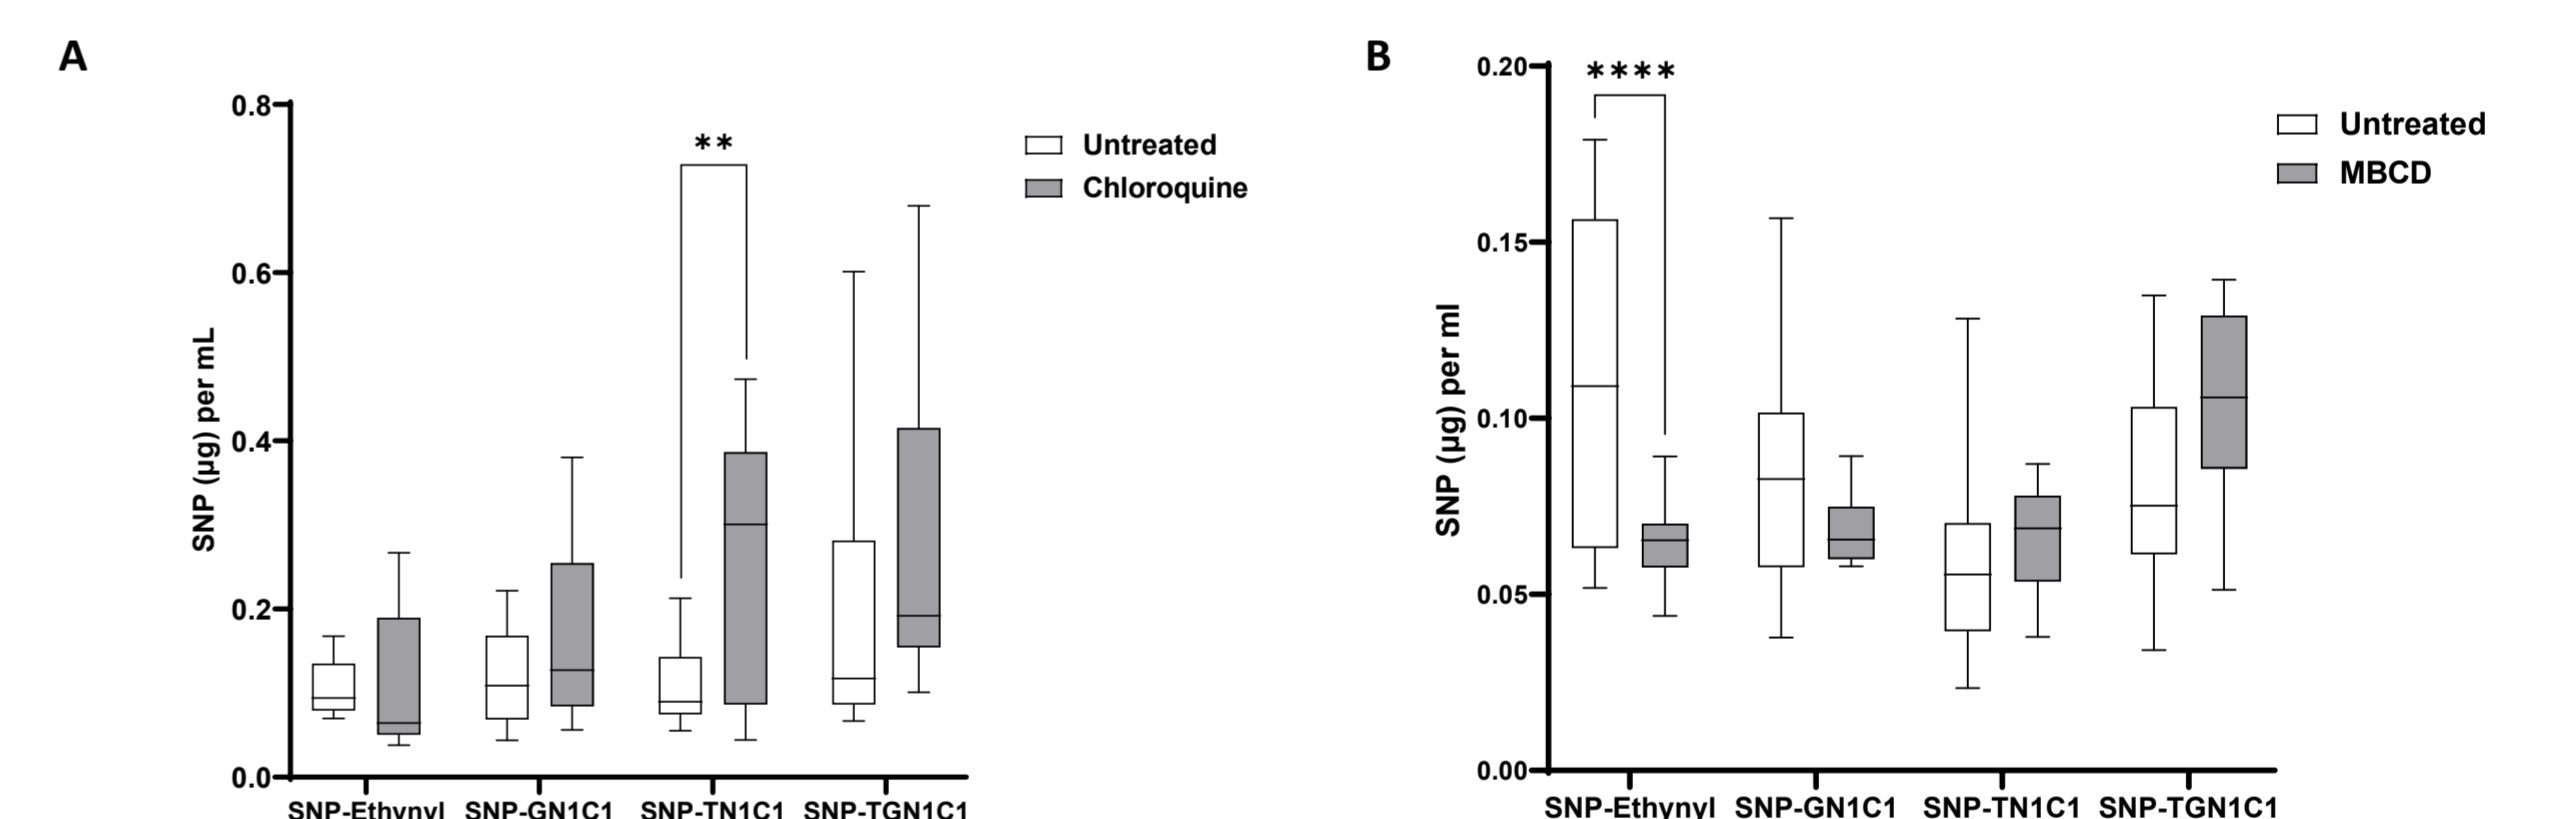 A
0.8
0.6
0.4
0.2
0.0
SNP (µg) per mL
**
Untreated
Chloroquine
SNP-Ethynyl SNP-GN1C1 SNP-TN1C1 SNP-TGN1C1
B
0.20
0.15
0.10
0.05
0.00
SNP (µg) per ml
****
Untreated
MBCD
SNP-Ethynyl SNP-GN1C1 SNP-TN1C1 SNP-TGN1C1